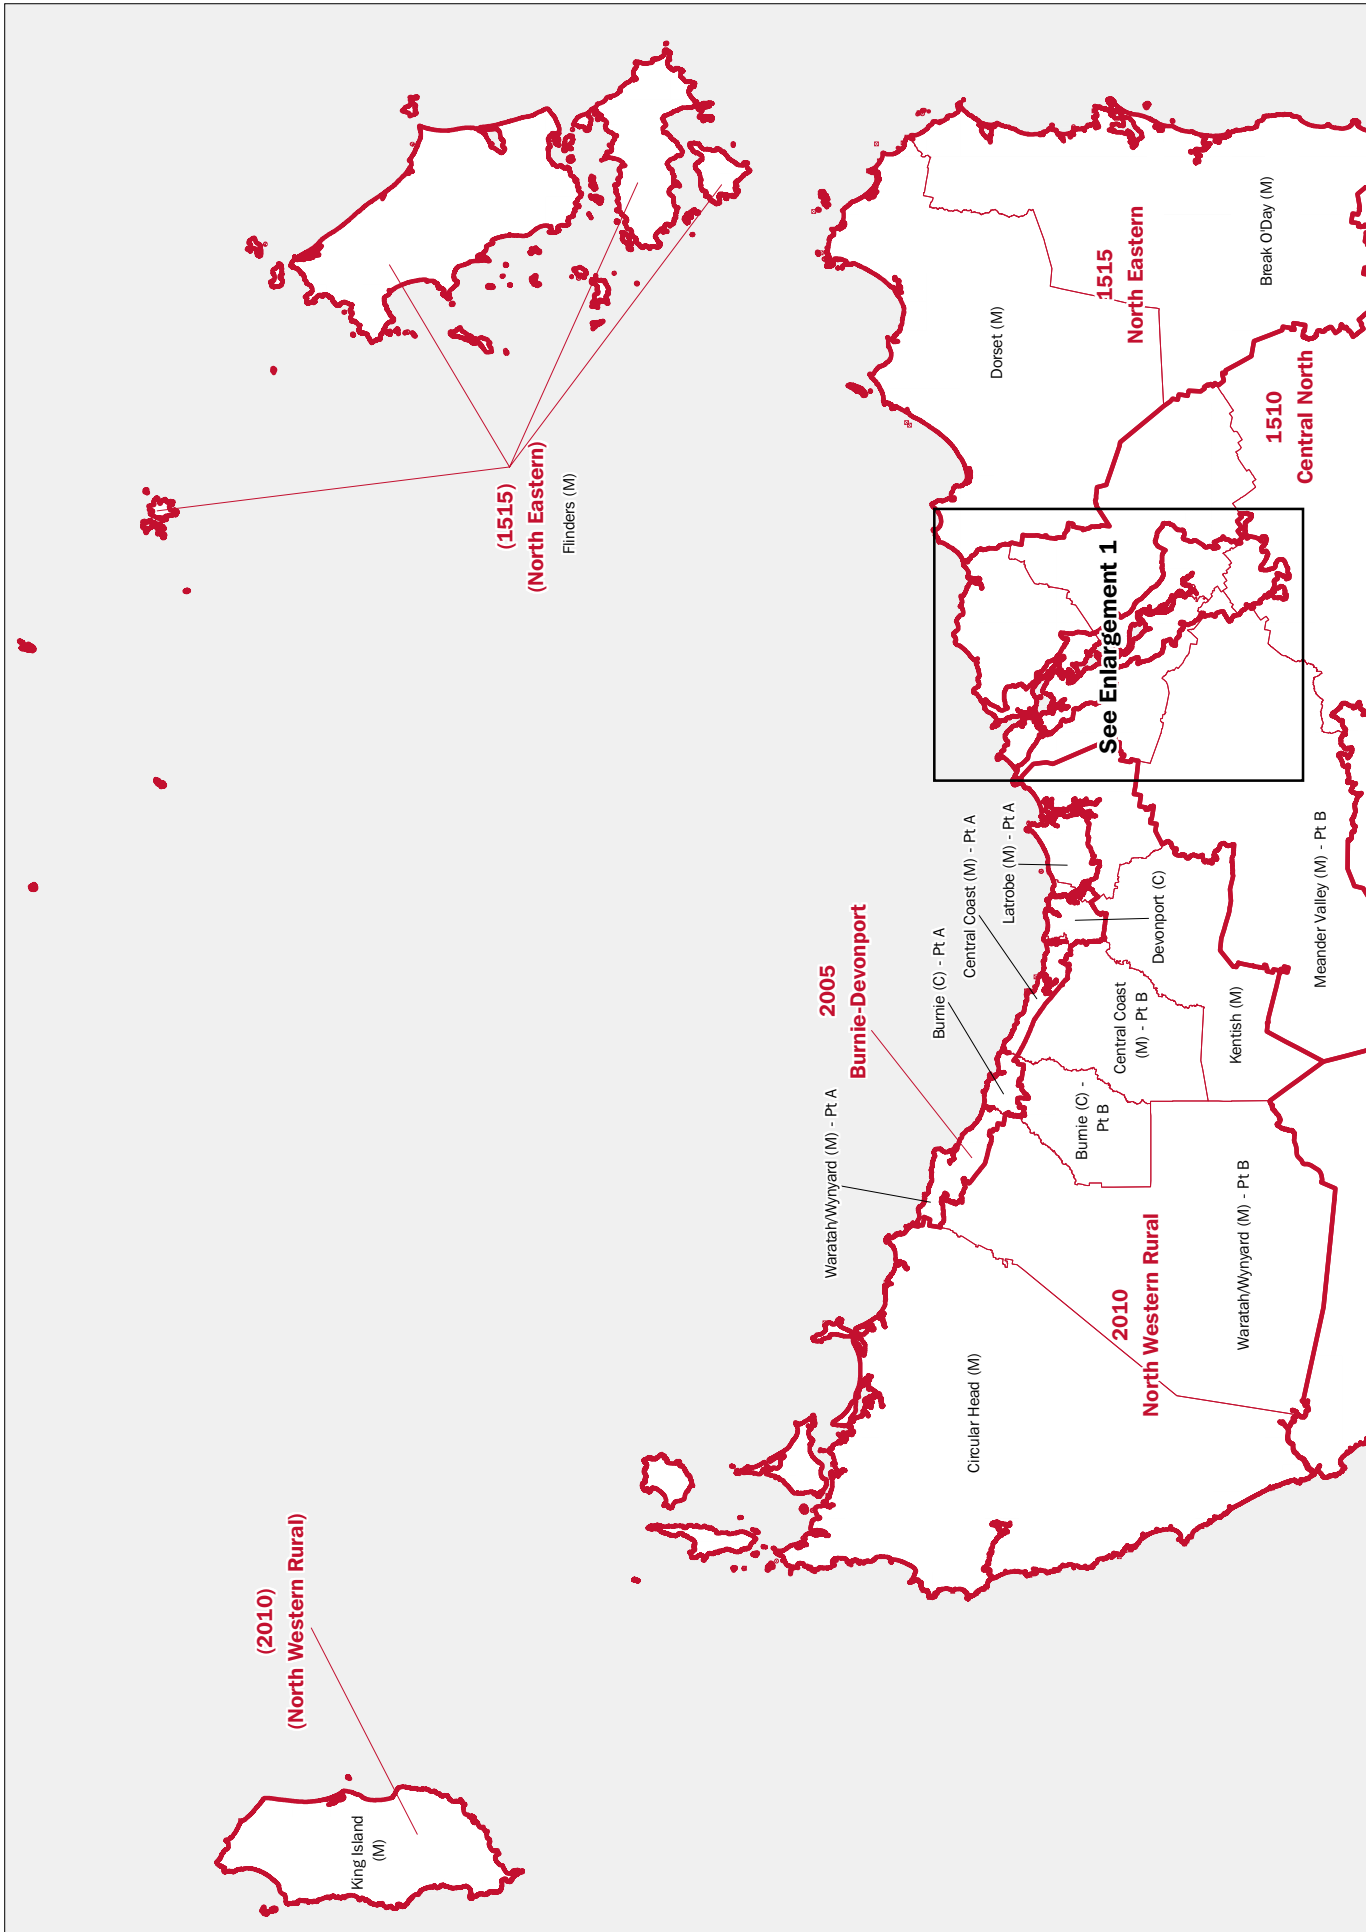 (2010)
(North Western Rural)
King Island
(M)
(1515)
(North Eastern)
Flinders (M)
2005
Burnie-Devonport
Waratah/Wynyard (M) - Pt A
Burnie (C) - Pt A
Central Coast (M) - Pt A
Latrobe (M) - Pt A
Circular Head (M)
2010
North Western Rural
Waratah/Wynyard (M) - Pt B
Burnie (C) -
Pt B
Central Coast
(M) - Pt B
Devonport (C)
Kentish (M)
Meander Valley (M) - Pt B
See Enlargement 1
Dorset (M)
1515
North Eastern
Break O'Day (M)
1510
Central North